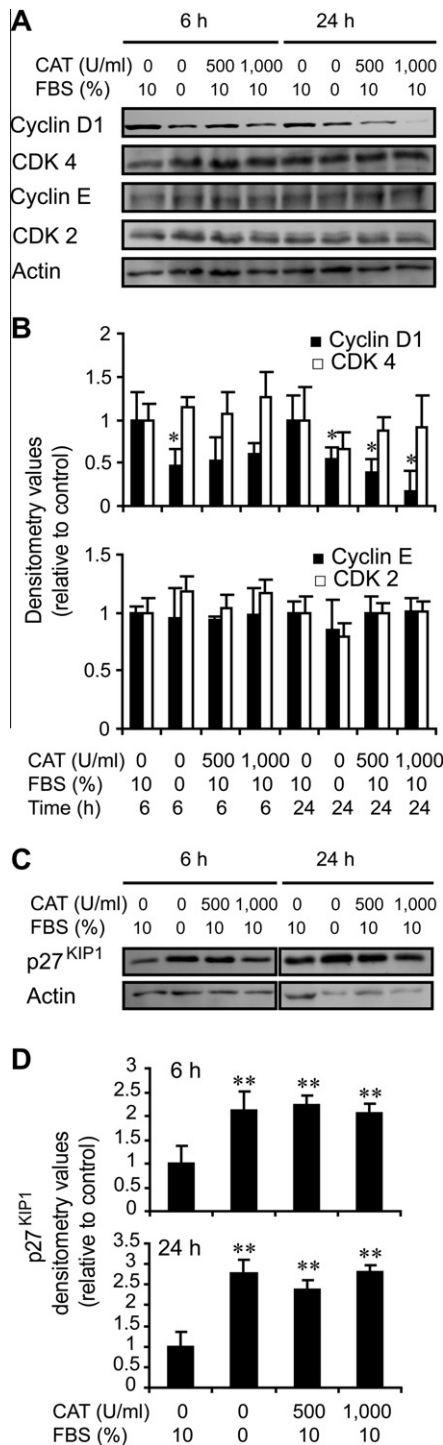 A
6 h 24 h
CAT (U/ml) 0 0 500 1,000 0 0 500 1,000
FBS (%) 10 0 10 10 10 0 10 10
Cyclin D1
CDK 4
Cyclin E
CDK 2
Actin
B
Densitometry values
(relative to control)
2
1.5
1
0.5
0
Cyclin D1
CDK 4
* * * *
2
1.5
1
0.5
0
Cyclin E
CDK 2
CAT (U/ml) 0 0 500 1,000 0 0 500 1,000
FBS (%) 10 0 10 10 10 0 10 10
Time (h) 6 6 6 6 24 24 24 24
C
6 h 24 h
CAT (U/ml) 0 0 500 1,000 0 0 500 1,000
FBS (%) 10 0 10 10 10 0 10 10
p27 KIP1
Actin
D
p27 KIP1
densitometry values
(relative to control)
6 h
3
2.5
2
1.5
1
0.5
0
** ** **
24 h
3.5
3
2.5
2
1.5
1
0.5
0
** ** **
CAT (U/ml) 0 0 500 1,000
FBS (%) 10 0 10 10